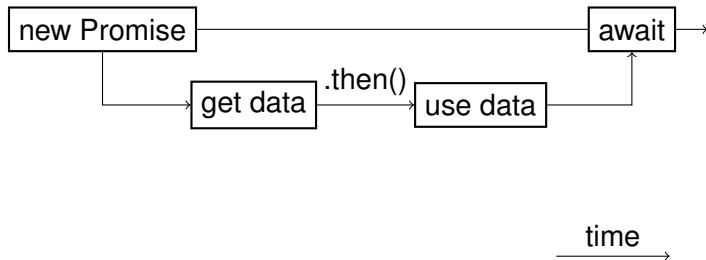 new Promise
await
.then()
get data
use data
time